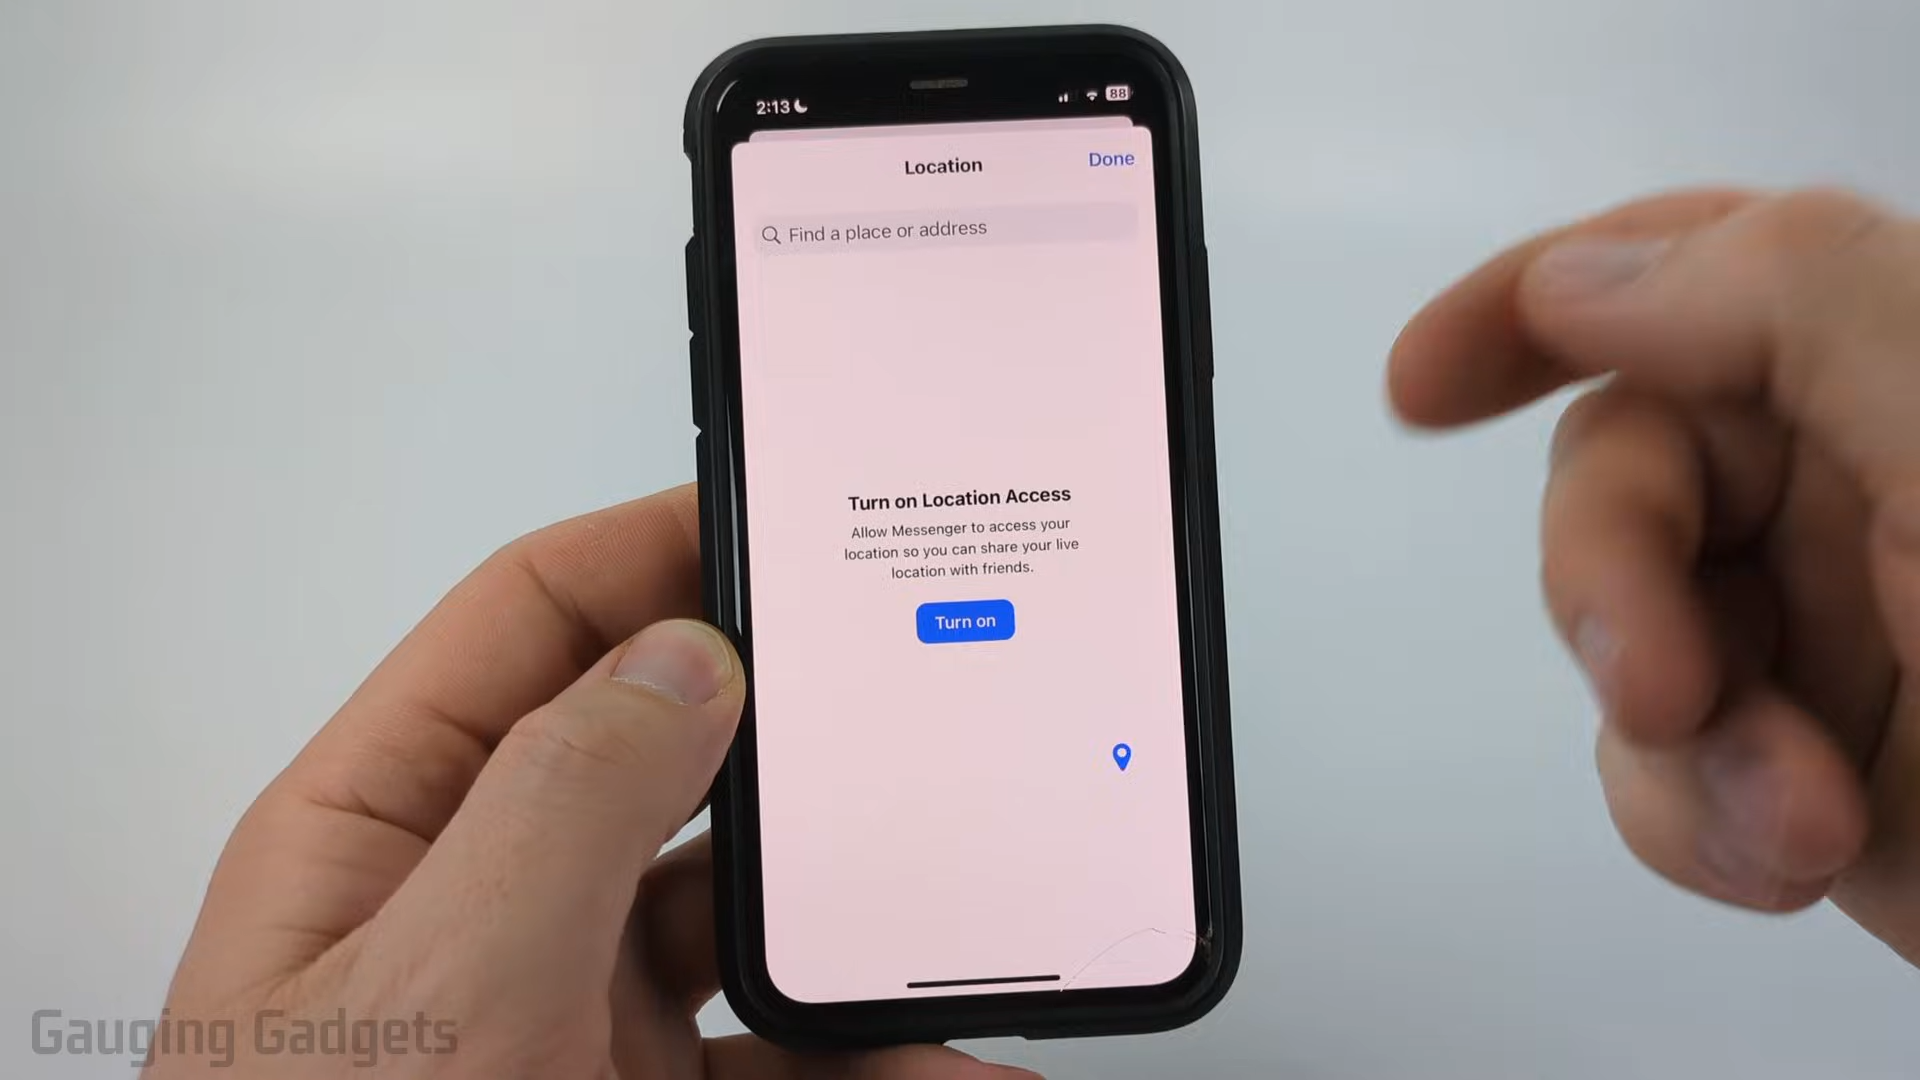 2:13
88
Location
Done
Find a place or address
Turn on Location Access
Allow Messenger to access your
location so you can share your live
location with friends.
Turn on
Gauging Gadgets